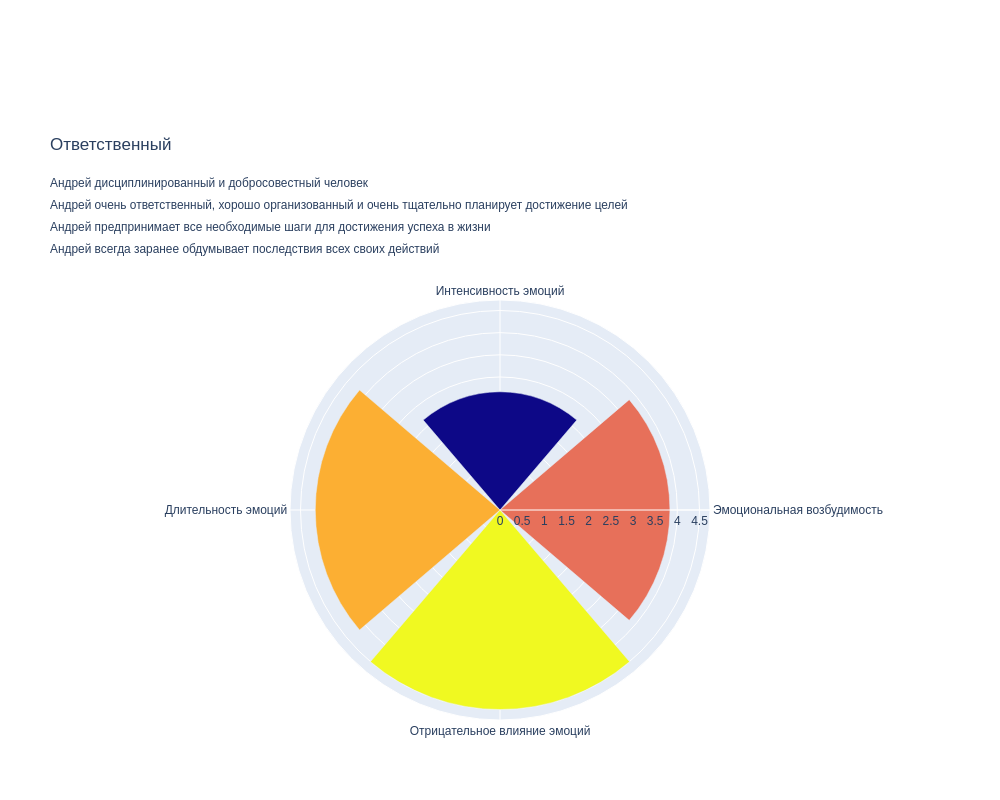 Ответственный
Андрей дисциплинированный и добросовестный человек
Андрей очень ответственный, хорошо организованный и очень тщательно планирует достижение целей
Андрей предпринимает все необходимые шаги для достижения успеха в жизни
Андрей всегда заранее обдумывает последствия всех своих действий
Интенсивность эмоций
Длительность эмоций
Эмоциональная возбудимость
0 0.5 1 1.5 2 2.5 3 3.5 4 4.5
Отрицательное влияние эмоций